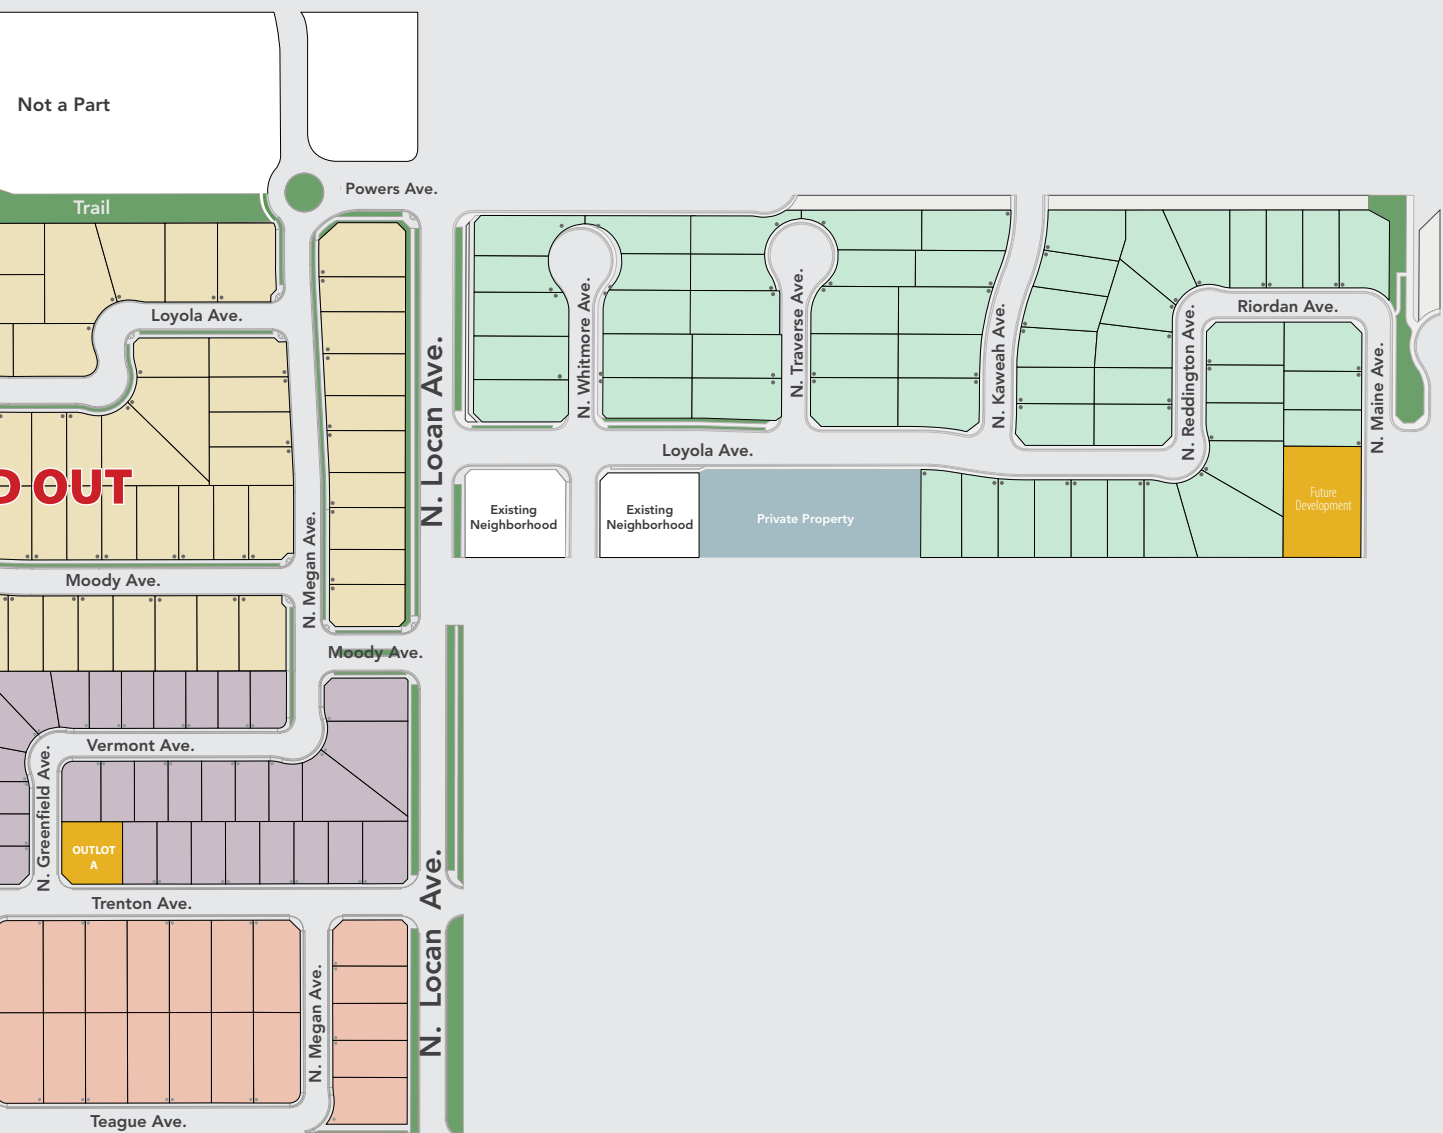 Not a Part
Powers Ave.
Trail
Loyola Ave.
N. Whitmore Ave.
N. Traverse Ave.
N. Kaweah Ave.
N. Reddington Ave.
Riordan Ave.
N. Maine Ave.
N. Locan Ave.
Loyola Ave.
D OUT
Existing
Neighborhood
Existing
Neighborhood
Private Property
Future
Development
N. Megan Ave.
Moody Ave.
Moody Ave.
Vermont Ave.
N. Greenfield Ave.
OUTLOT
A
Trenton Ave.
N. Locan Ave.
N. Megan Ave.
Teague Ave.